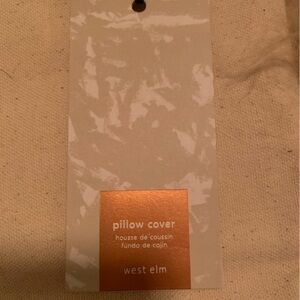 pillow cover
housse de coussin
funda de cojín
west elm